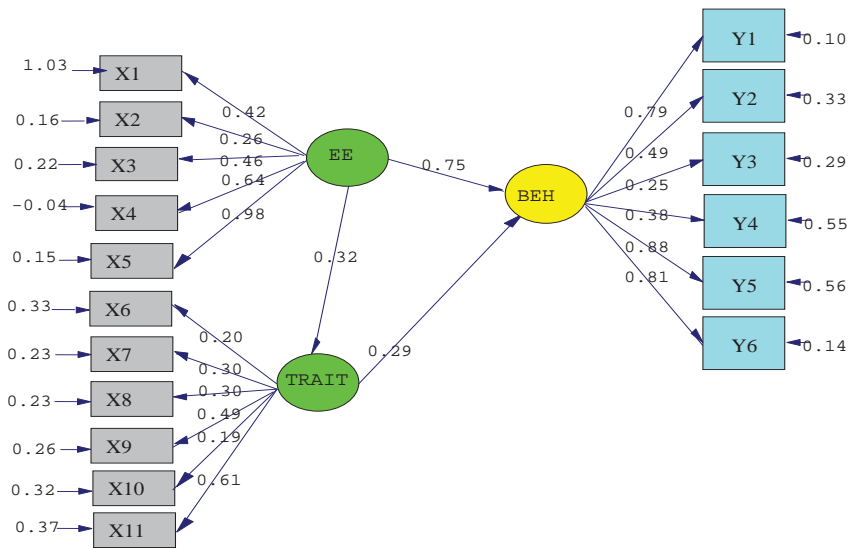 1.03 X1
0.16 X2
0.22 X3
-0.04 X4
0.15 X5
0.33 X6
0.23 X7
0.23 X8
0.26 X9
0.32 X10
0.37 X11
0.42
0.26
0.46
0.64
0.98
EE
0.75
0.32
0.20
0.30
0.30
0.49
0.19
0.61
TRAIT
0.29
BEH
0.79
0.49
0.25
0.38
0.88
0.81
Y1 0.10
Y2 0.33
Y3 0.29
Y4 0.55
Y5 0.56
Y6 0.14